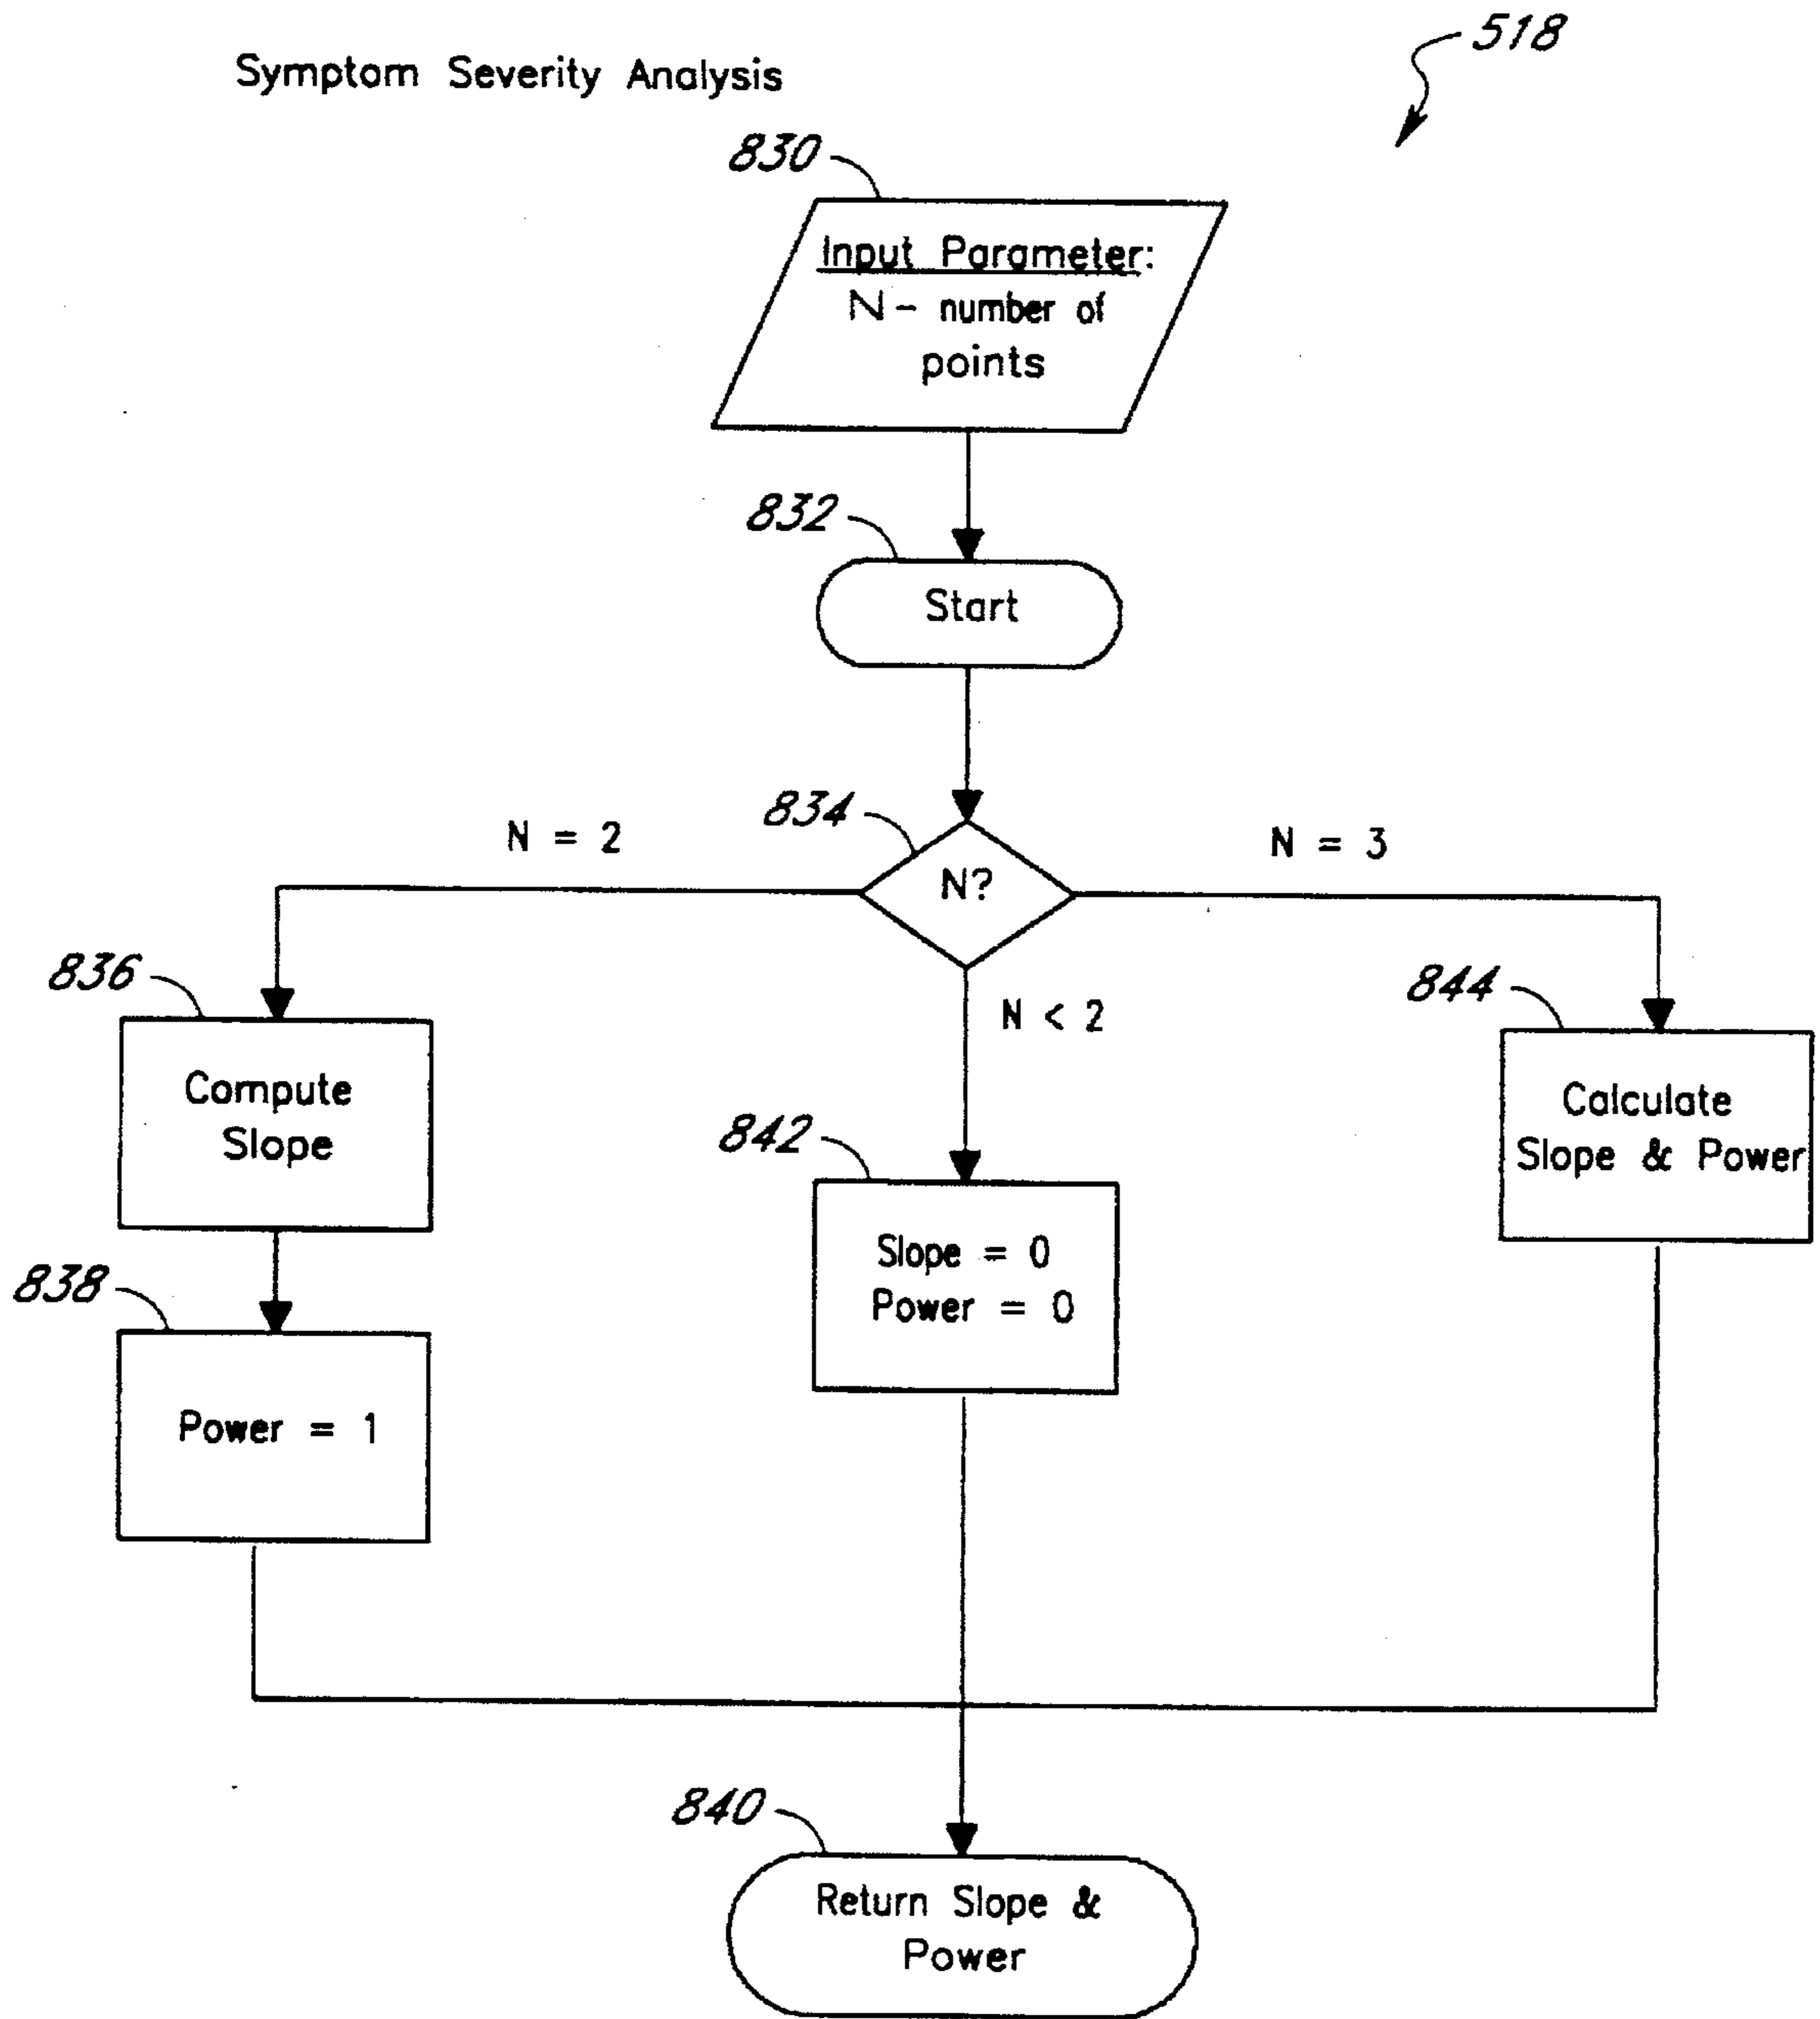 518
Symptom Severity Analysis
830
Input Parameter:
N - number of
points
832
Start
834
N = 2
N?
N = 3
836
N < 2
844
Compute
Slope
842
Calculate
Slope & Power
838
Slope = 0
Power = 0
Power = 1
840
Return Slope &
Power